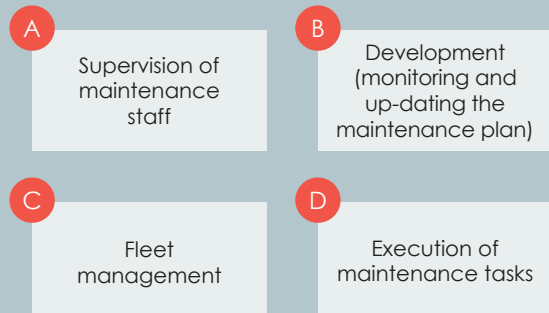 A
Supervision of
maintenance
staff
B
Development
(monitoring and
up-dating the
maintenance plan)
C
Fleet
management
D
Execution of
maintenance tasks